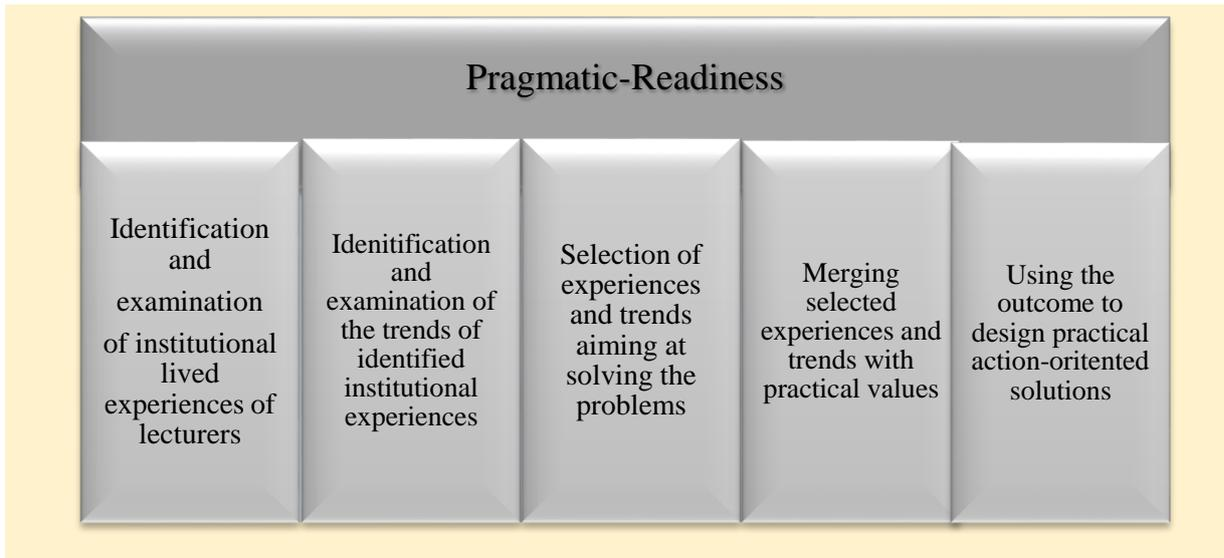 Pragmatic-Readiness
Identification
and
examination
of institutional
lived
experiences of
lecturers
Idenitification
and
examination of
the trends of
identified
institutional
experiences
Selection of
experiences
and trends
aiming at
solving the
problems
Merging
selected
experiences and
trends with
practical values
Using the
outcome to
design practical
action-oritented
solutions